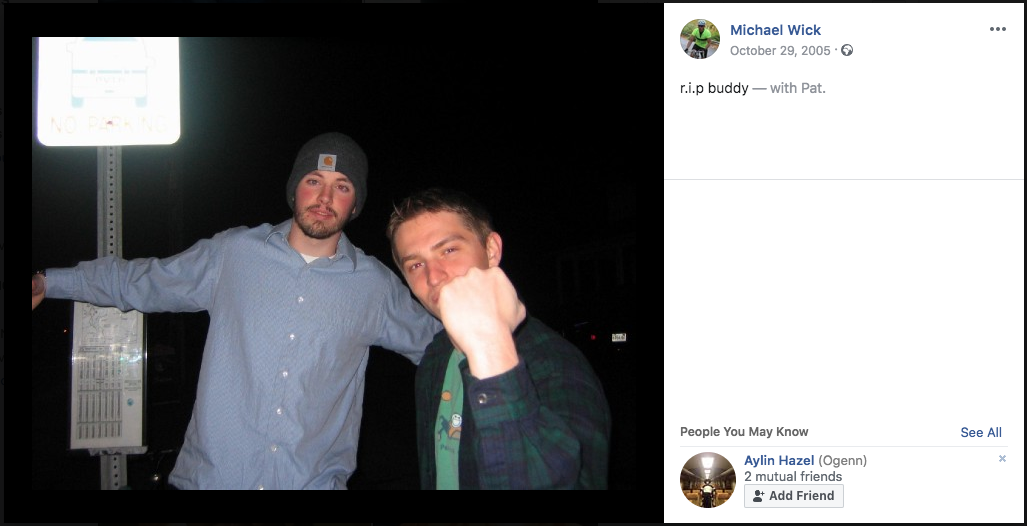 NO PARKING
Michael Wick
October 29, 2005 ·
r.i.p buddy — with Pat.
People You May Know
See All
Aylin Hazel (Ogenn)
2 mutual friends
Add Friend